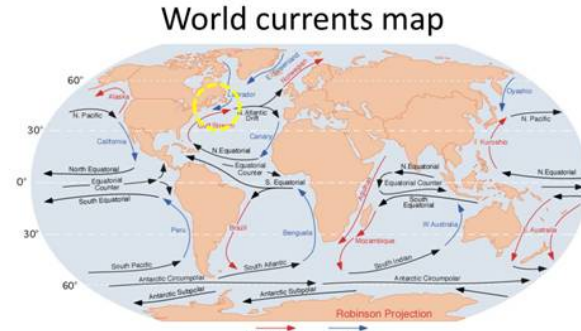 World currents map
60°
30°
0°
30°
60°
Alaska
N. Pacific
California
North Equatorial
Equatorial
Counter
South Equatorial
Peru
South Pacific
Antarctic Circumpolar
Antarctic Subpolar
Labrador
E. Greenland
Norwegian
N. Atlantic
Drift
Canary
N.Equatorial
Equatorial
Counter
S. Equatorial
Brazil
Benguala
South Atlantic
Antarctic Subpolar
Mozambique
N.Equatorial
Equatorial Counter
South
Equatorial
W.Australia
South Indian
Antarctic Circumpolar
Oyashio
N. Pacific
Kuroshio
N. Equatorial
Australia
Robinson Projection